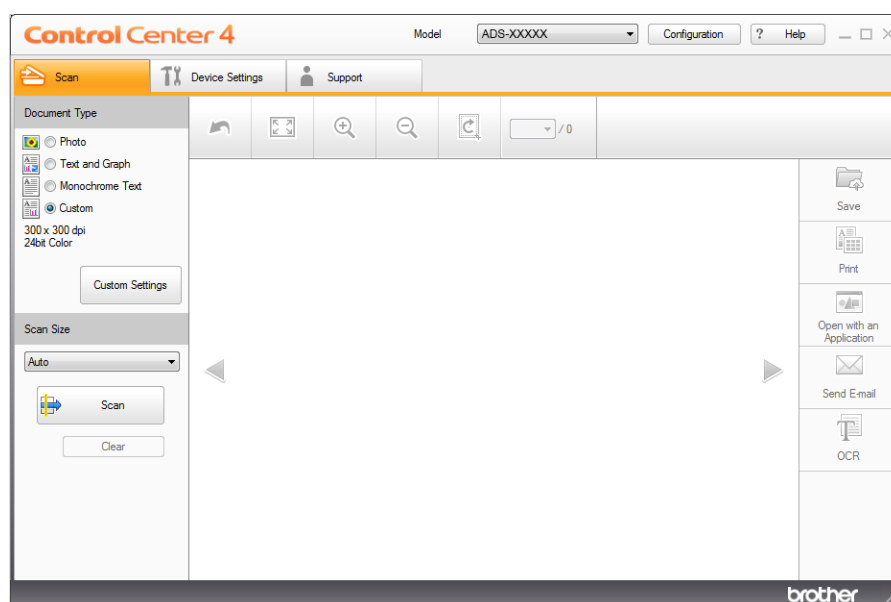 Control Center 4
Model
ADS-XXXXX
Configuration
? Help
Scan
Device Settings
Support
Document Type
Photo
Text and Graph
Monochrome Text
Custom
300 x 300 dpi
24bit Color
Custom Settings
Scan Size
Auto
Scan
Clear
/ 0
Save
Print
Open with an
Application
Send E-mail
OCR
brother